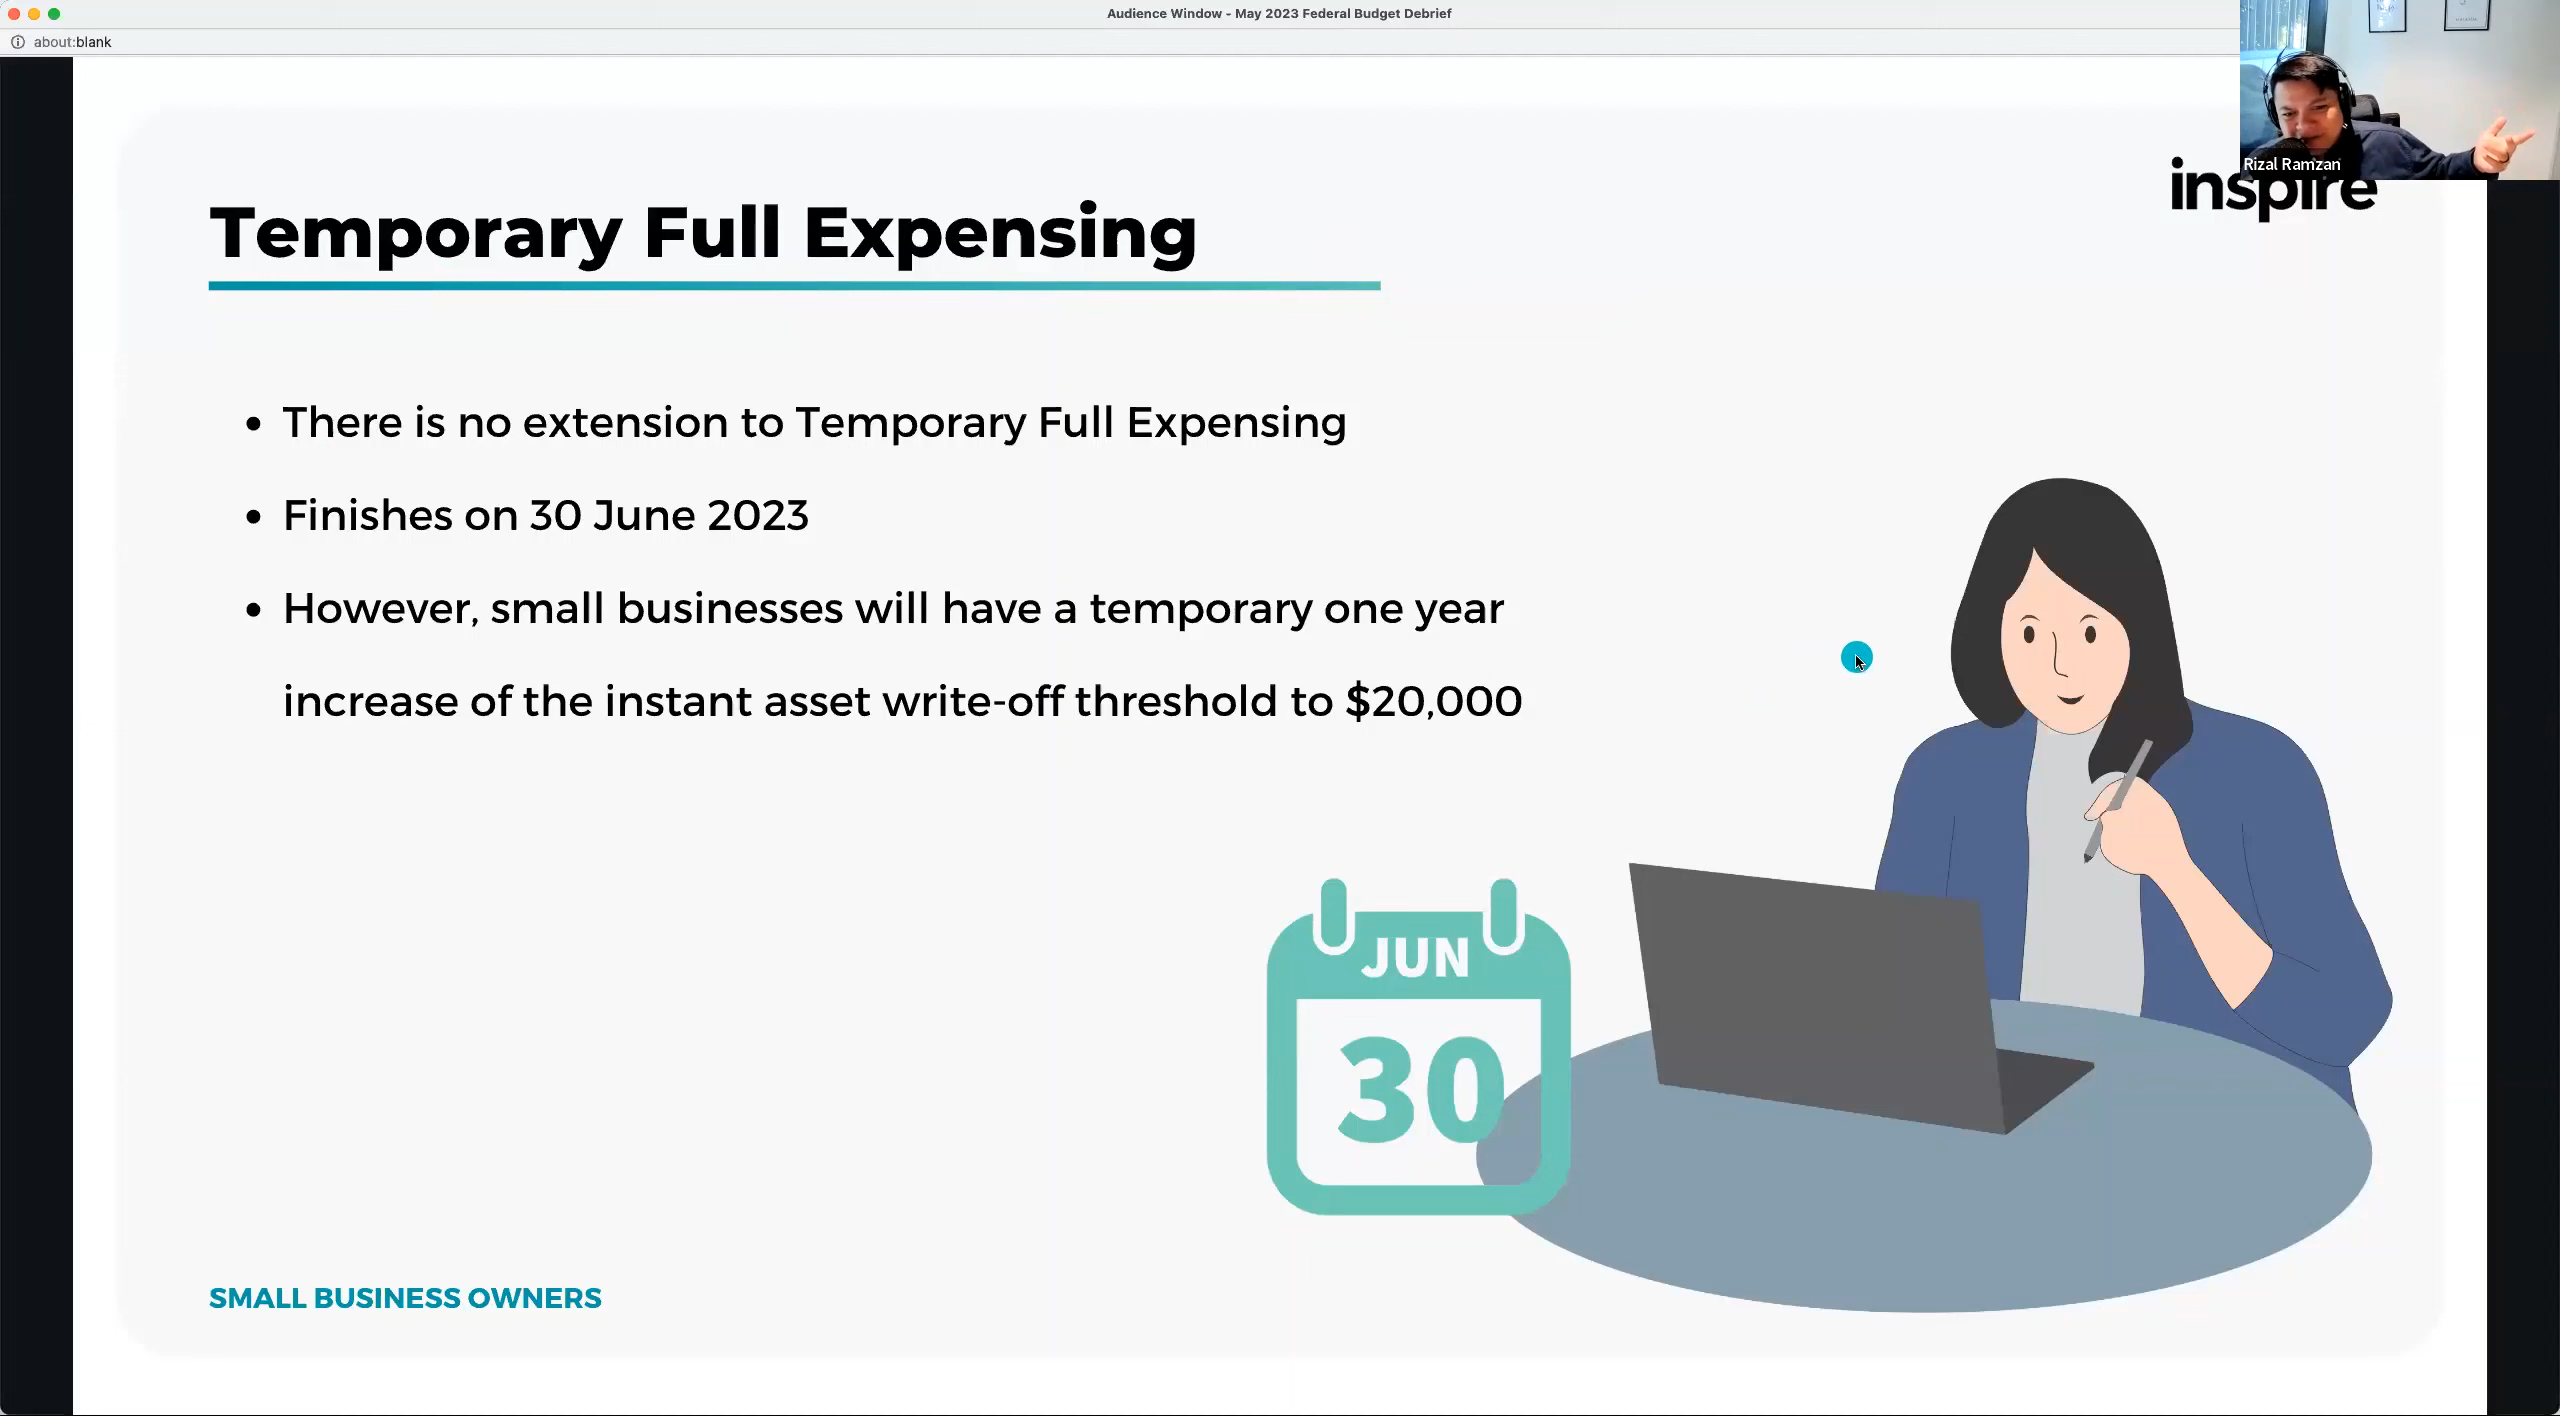 Audience Window - May 2023 Federal Budget Debrief
about:blank
Rizal Ramzan
inspire
Temporary Full Expensing
• There is no extension to Temporary Full Expensing
• Finishes on 30 June 2023
• However, small businesses will have a temporary one year
increase of the instant asset write-off threshold to $20,000
JUN
30
SMALL BUSINESS OWNERS